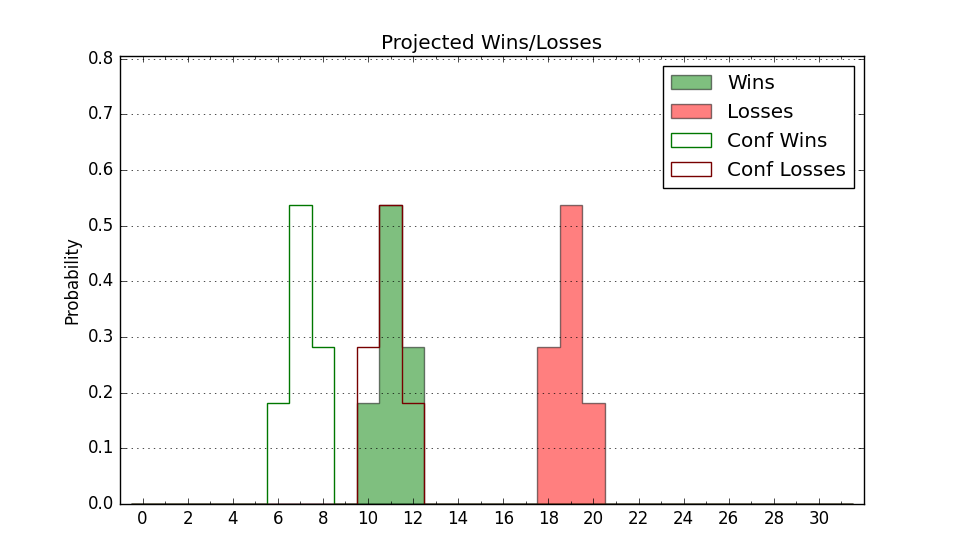 Projected Wins/Losses
0.8
0.7
0.6
0.5
0.4
0.3
0.2
0.1
0.0
Probability
Wins
Losses
Conf Wins
Conf Losses
0 2 4 6 8 10 12 14 16 18 20 22 24 26 28 30